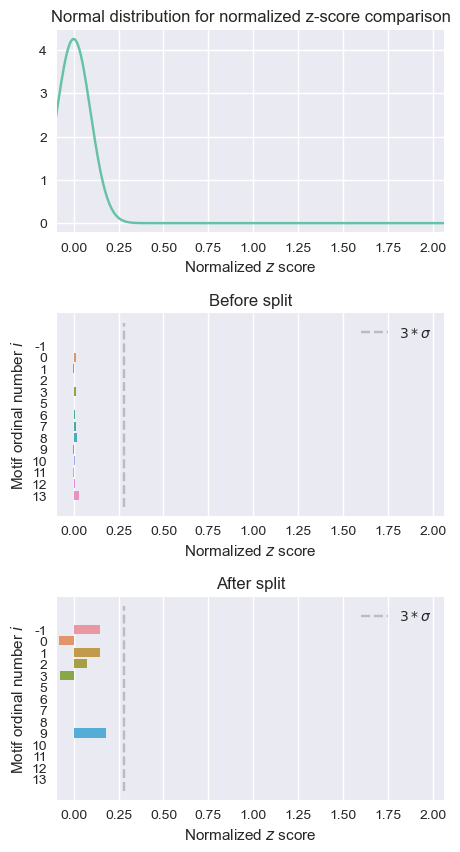 Normal distribution for normalized z-score comparison
4
3
2
1
0
0.00 0.25 0.50 0.75 1.00 1.25 1.50 1.75 2.00
Normalized z score
Before split
Motif ordinal number i
3 * σ
-1
0
1
2
3
5
6
7
8
9
10
11
12
13
0.00 0.25 0.50 0.75 1.00 1.25 1.50 1.75 2.00
Normalized z score
After split
Motif ordinal number i
3 * σ
-1
0
1
2
3
5
6
7
8
9
10
11
12
13
0.00 0.25 0.50 0.75 1.00 1.25 1.50 1.75 2.00
Normalized z score